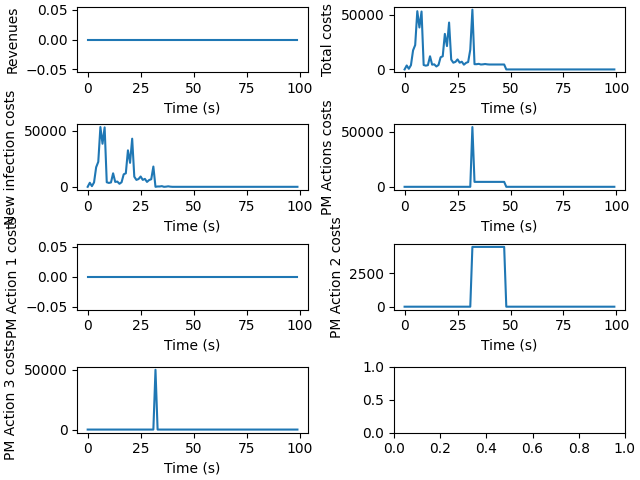 Revenues
0.05
0.00
−0.05
0 25 50 75 100
Time (s)
Total costs
50000
0
0 25 50 75 100
Time (s)
New infection costs
50000
0
0 25 50 75 100
Time (s)
PM Actions costs
50000
0
0 25 50 75 100
Time (s)
PM Action 1 costs
0.05
0.00
−0.05
0 25 50 75 100
Time (s)
PM Action 2 costs
2500
0
0 25 50 75 100
Time (s)
PM Action 3 costs
50000
0
0 25 50 75 100
Time (s)
1.0
0.5
0.0
0.0 0.2 0.4 0.6 0.8 1.0